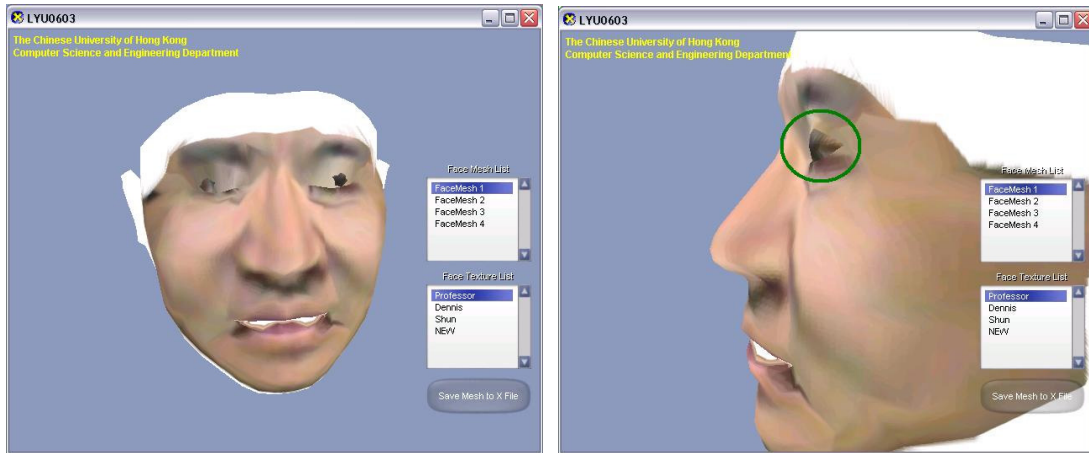 LYU0603
The Chinese University of Hong Kong
Computer Science and Engineering Department
Face Mesh List
FaceMesh 1
FaceMesh 2
FaceMesh 3
FaceMesh 4
Face Texture List
Professor
Dennis
Shun
NEW
Save Mesh to X File
LYU0603
The Chinese University of Hong Kong
Computer Science and Engineering Department
Face Mesh List
FaceMesh 1
FaceMesh 2
FaceMesh 3
FaceMesh 4
Face Texture List
Professor
Dennis
Shun
NEW
Save Mesh to X File